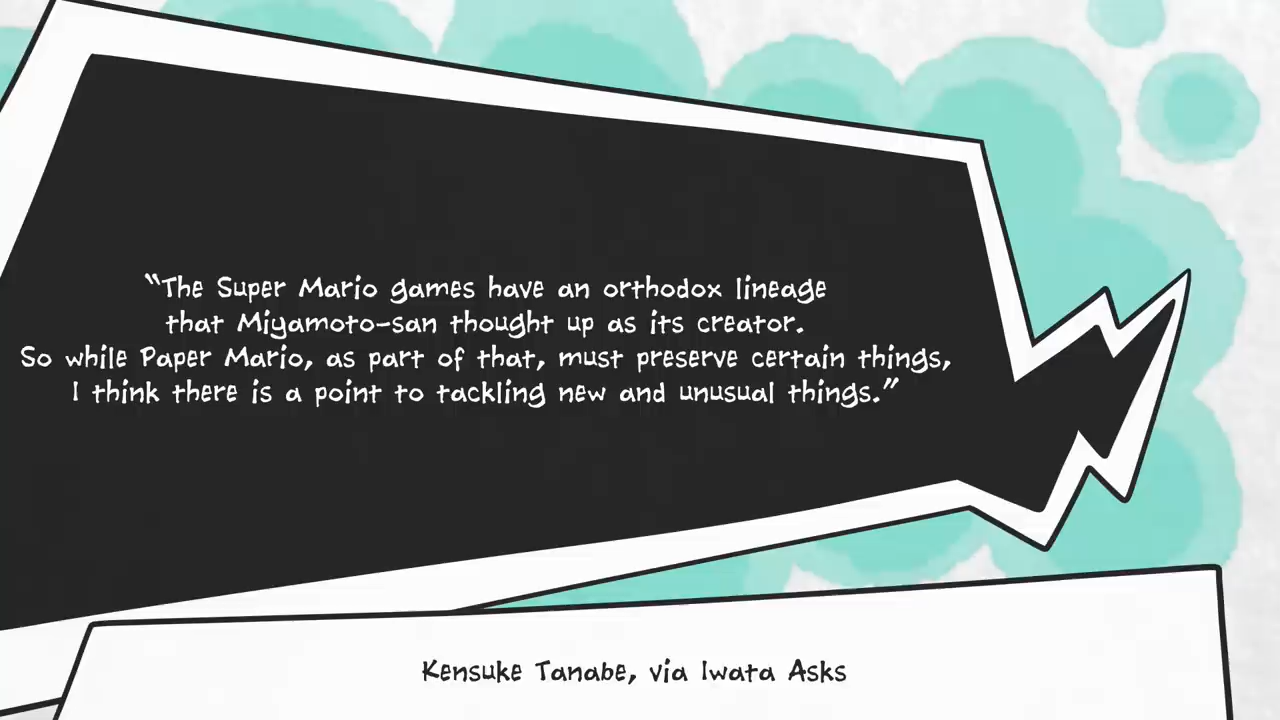 “The Super Mario games have an orthodox lineage
that Miyamoto-san thought up as its creator.
So while Paper Mario, as part of that, must preserve certain things,
I think there is a point to tackling new and unusual things.”
Kensuke Tanabe, via Iwata Asks